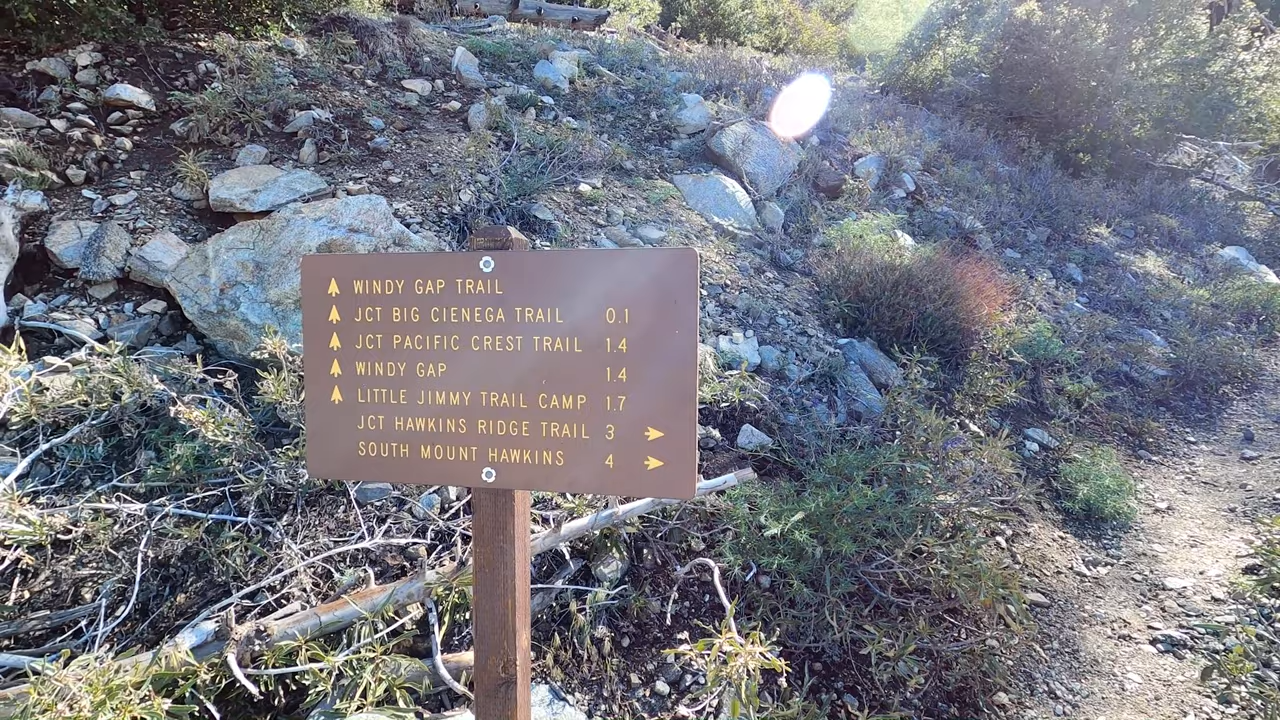 WINDY GAP TRAIL
JCT BIG CIENEGA TRAIL 0.1
JCT PACIFIC CREST TRAIL 1.4
WINDY GAP 1.4
LITTLE JIMMY TRAIL CAMP 1.7
JCT HAWKINS RIDGE TRAIL 3
SOUTH MOUNT HAWKINS 4